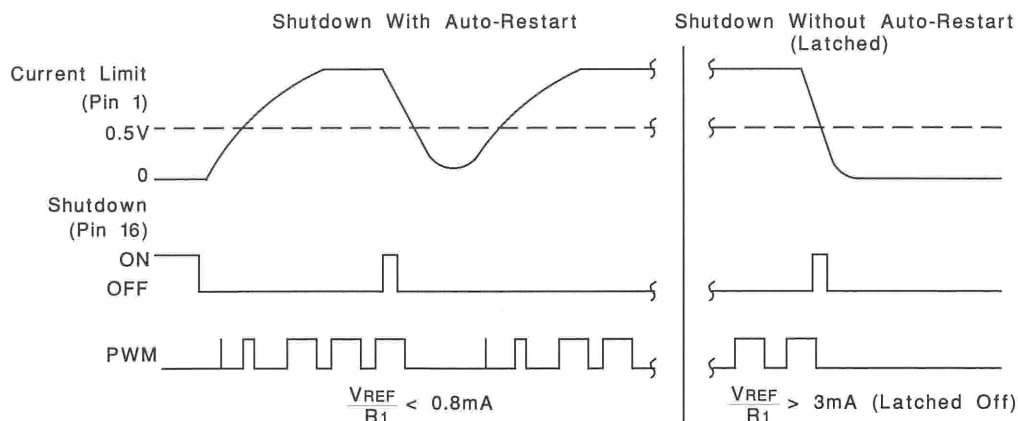 Shutdown With Auto-Restart
Shutdown Without Auto-Restart
(Latched)
Current Limit
(Pin 1)
0.5V
0
Shutdown
(Pin 16)
ON
OFF
PWM
VREF
R1
< 0.8mA
VREF
R1
> 3mA (Latched Off)